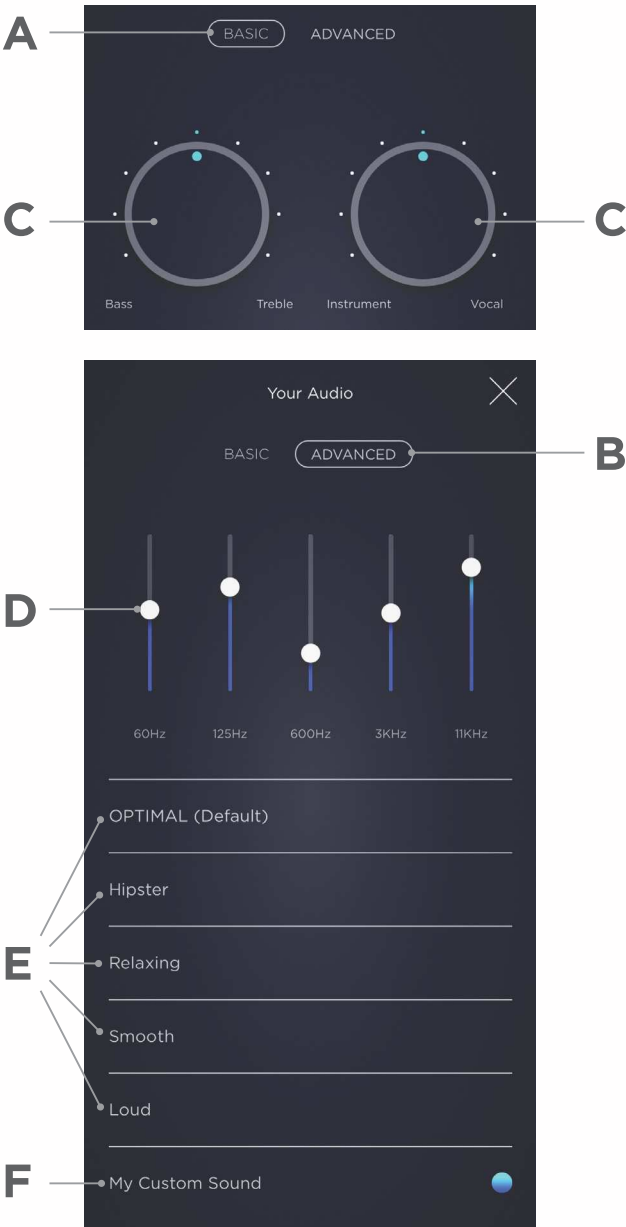 A
BASIC ADVANCED
C
C
Bass Treble Instrument Vocal
Your Audio
BASIC ADVANCED
B
D
60Hz 125Hz 600Hz 3KHz 11KHz
OPTIMAL (Default)
Hipster
E
Relaxing
Smooth
Loud
F
My Custom Sound